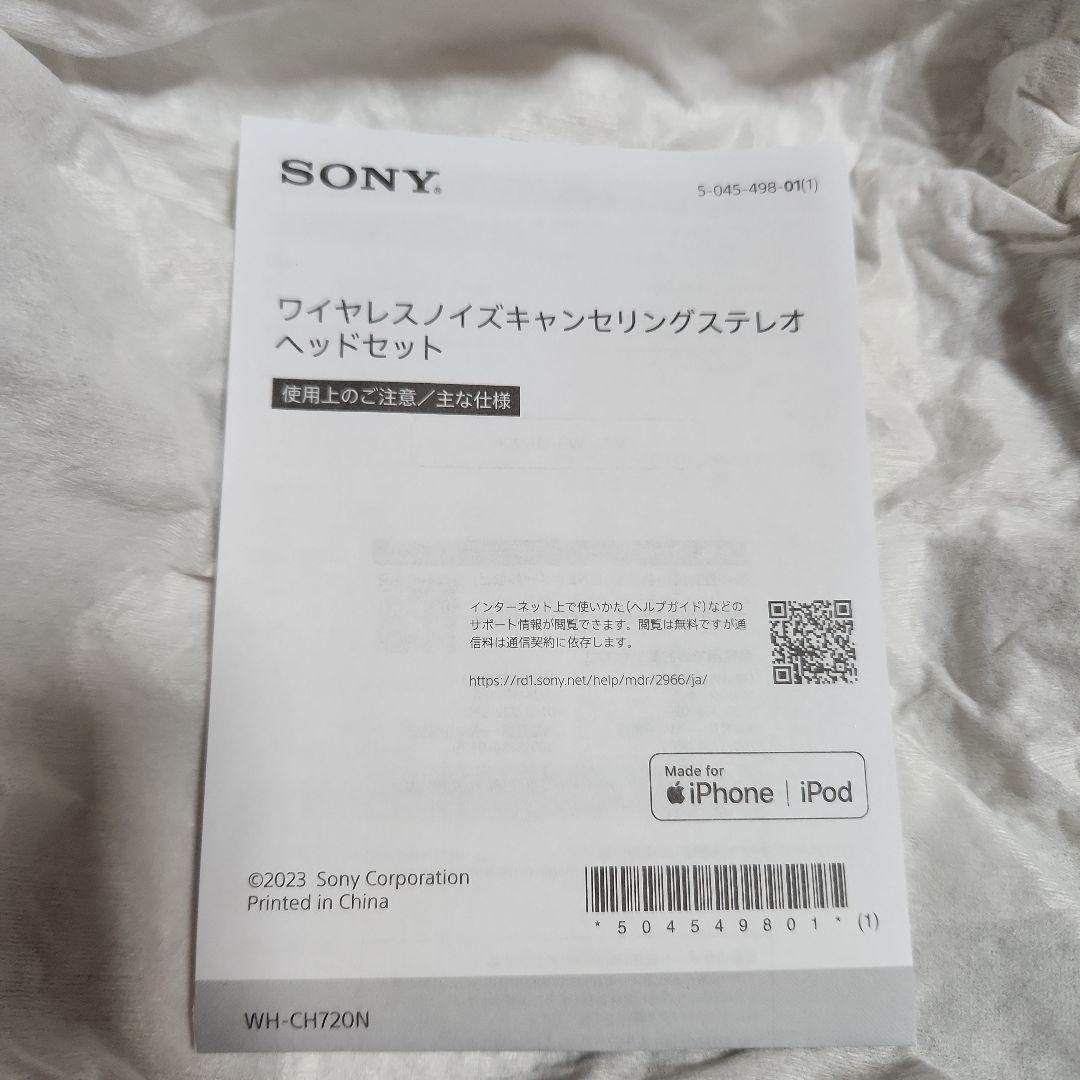 SONY®
5-045-498-01(1)
ワイヤレスノイズキャンセリングステレオ
ヘッドセット
使用上のご注意／主な仕様
インターネット上で使いかた（ヘルプガイド）などの
サポート情報が閲覧できます。閲覧は無料ですが通
信料は通信契約に依存します。
https://rd1.sony.net/help/mdr/2966/ja/
Made for
iPhone | iPod
©2023 Sony Corporation
Printed in China
* 5 0 4 5 4 9 8 0 1 * (1)
WH-CH720N